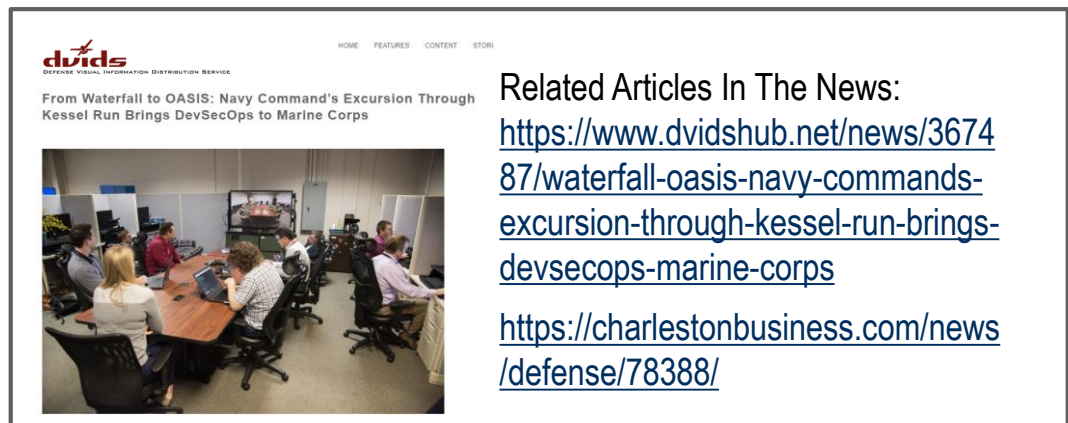 dvids
DEFENSE VISUAL INFORMATION DISTRIBUTION SERVICE
HOME FEATURES CONTENT STORI
From Waterfall to OASIS: Navy Command's Excursion Through
Kessel Run Brings DevSecOps to Marine Corps
Related Articles In The News:
https://www.dvidshub.net/news/3674
87/waterfall-oasis-navy-commands-
excursion-through-kessel-run-brings-
devsecops-marine-corps
https://charlestonbusiness.com/news
/defense/78388/